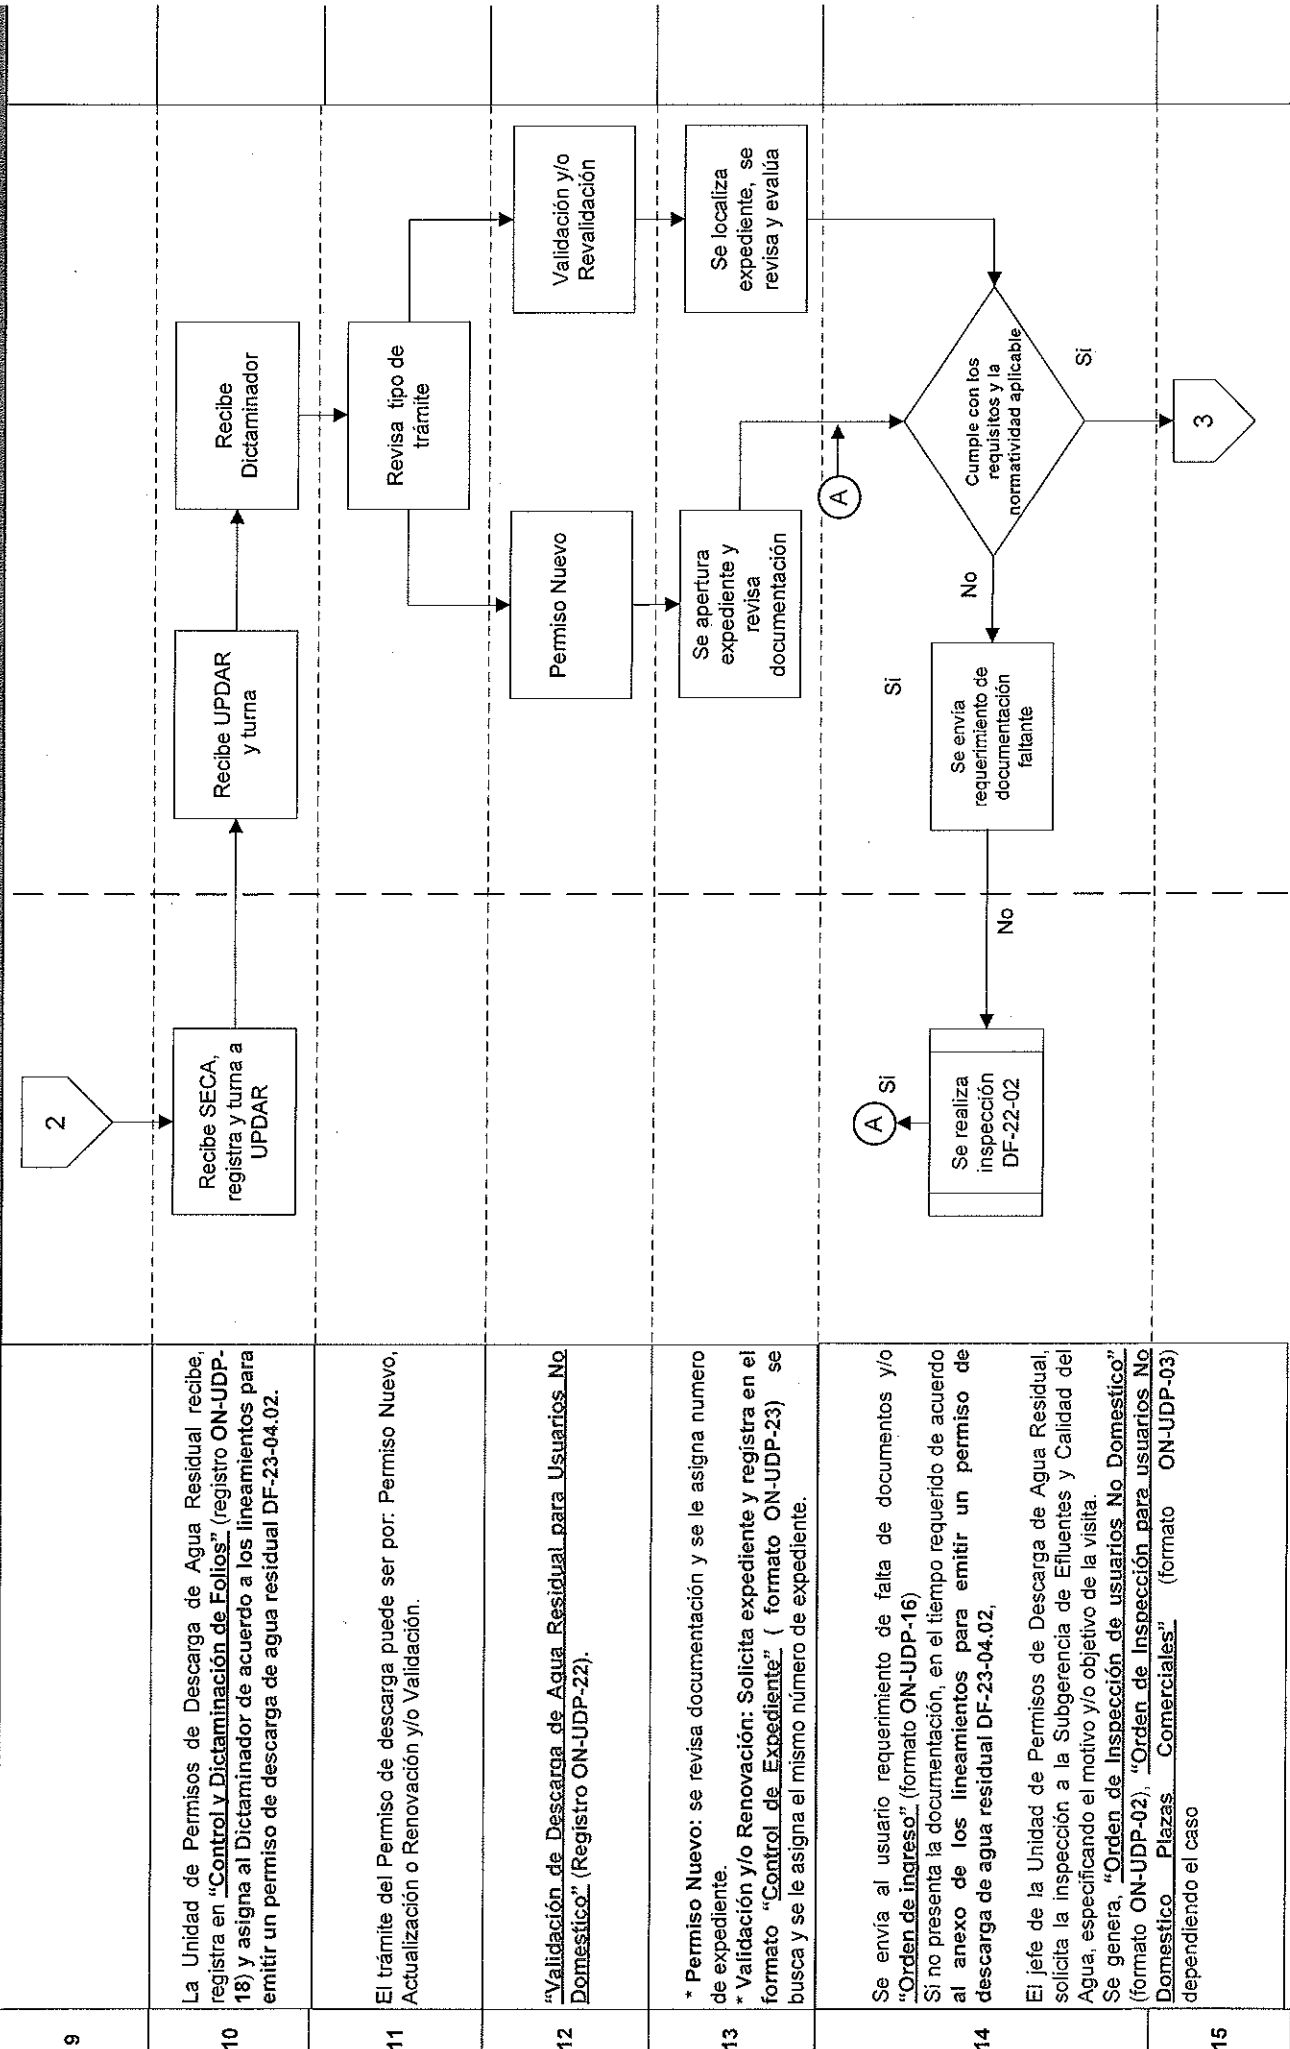 9
10
La Unidad de Permisos de Descarga de Agua Residual recibe,
registra en "Control y Dictaminación de Folios" (registro ON-UDP-
18) y asigna al Dictaminador de acuerdo a los lineamientos para
emitir un permiso de descarga de agua residual DF-23-04.02.
11
El trámite del Permiso de descarga puede ser por: Permiso Nuevo,
Actualización o Renovación y/o Validación.
12
"Validación de Descarga de Agua Residual para Usuarios No
Domestico" (Registro ON-UDP-22).
13
* Permiso Nuevo: se revisa documentación y se le asigna numero
de expediente.
* Validación y/o Renovación: Solicita expediente y registra en el
formato "Control de Expediente" ( formato ON-UDP-23) se
busca y se le asigna el mismo número de expediente.
14
Se envía al usuario requerimiento de falta de documentos y/o
"Orden de ingreso" (formato ON-UDP-16)
Si no presenta la documentación, en el tiempo requerido de acuerdo
al anexo de los lineamientos para emitir un permiso de
descarga de agua residual DF-23-04.02,
El jefe de la Unidad de Permisos de Descarga de Agua Residual,
solicita la inspección a la Subgerencia de Efluentes y Calidad del
Agua, especificando el motivo y/o objetivo de la visita.
Se genera, "Orden de Inspección de usuarios No Domestico"
(formato ON-UDP-02), "Orden de Inspección para usuarios No
Domestico Plazas Comerciales" (formato ON-UDP-03)
dependiendo el caso
15
2
Recibe SECA,
registra y turna a
UPDAR
Recibe UPDAR
y turna
Recibe
Dictaminador
Revisa tipo de
trámite
Permiso Nuevo
Validación y/o
Revalidación
Se apertura
expediente y
revisa
documentación
Se localiza
expediente, se
revisa y evalúa
A
Cumple con los
requisitos y la
normatividad aplicable
Si
No
Si
Se envía
requerimiento de
documentación
faltante
No
A
Si
Se realiza
inspección
DF-22-02
3